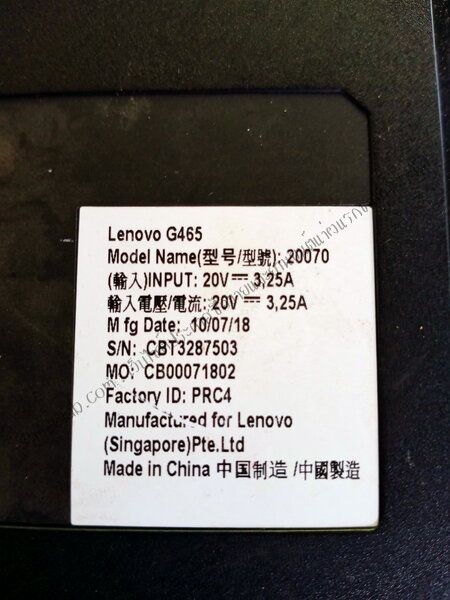 Lenovo G465
Model Name(型号/型號): 20070
(輸入)INPUT: 20V⎓ 3,25A
輸入電壓/電流: 20V⎓ 3,25A
Mfg Date: 10/07/18
S/N: CBT3287503
MO: CB00071802
Factory ID: PRC4
Manufactured for Lenovo
(Singapore)Pte.Ltd
Made in China 中国制造 /中國製造